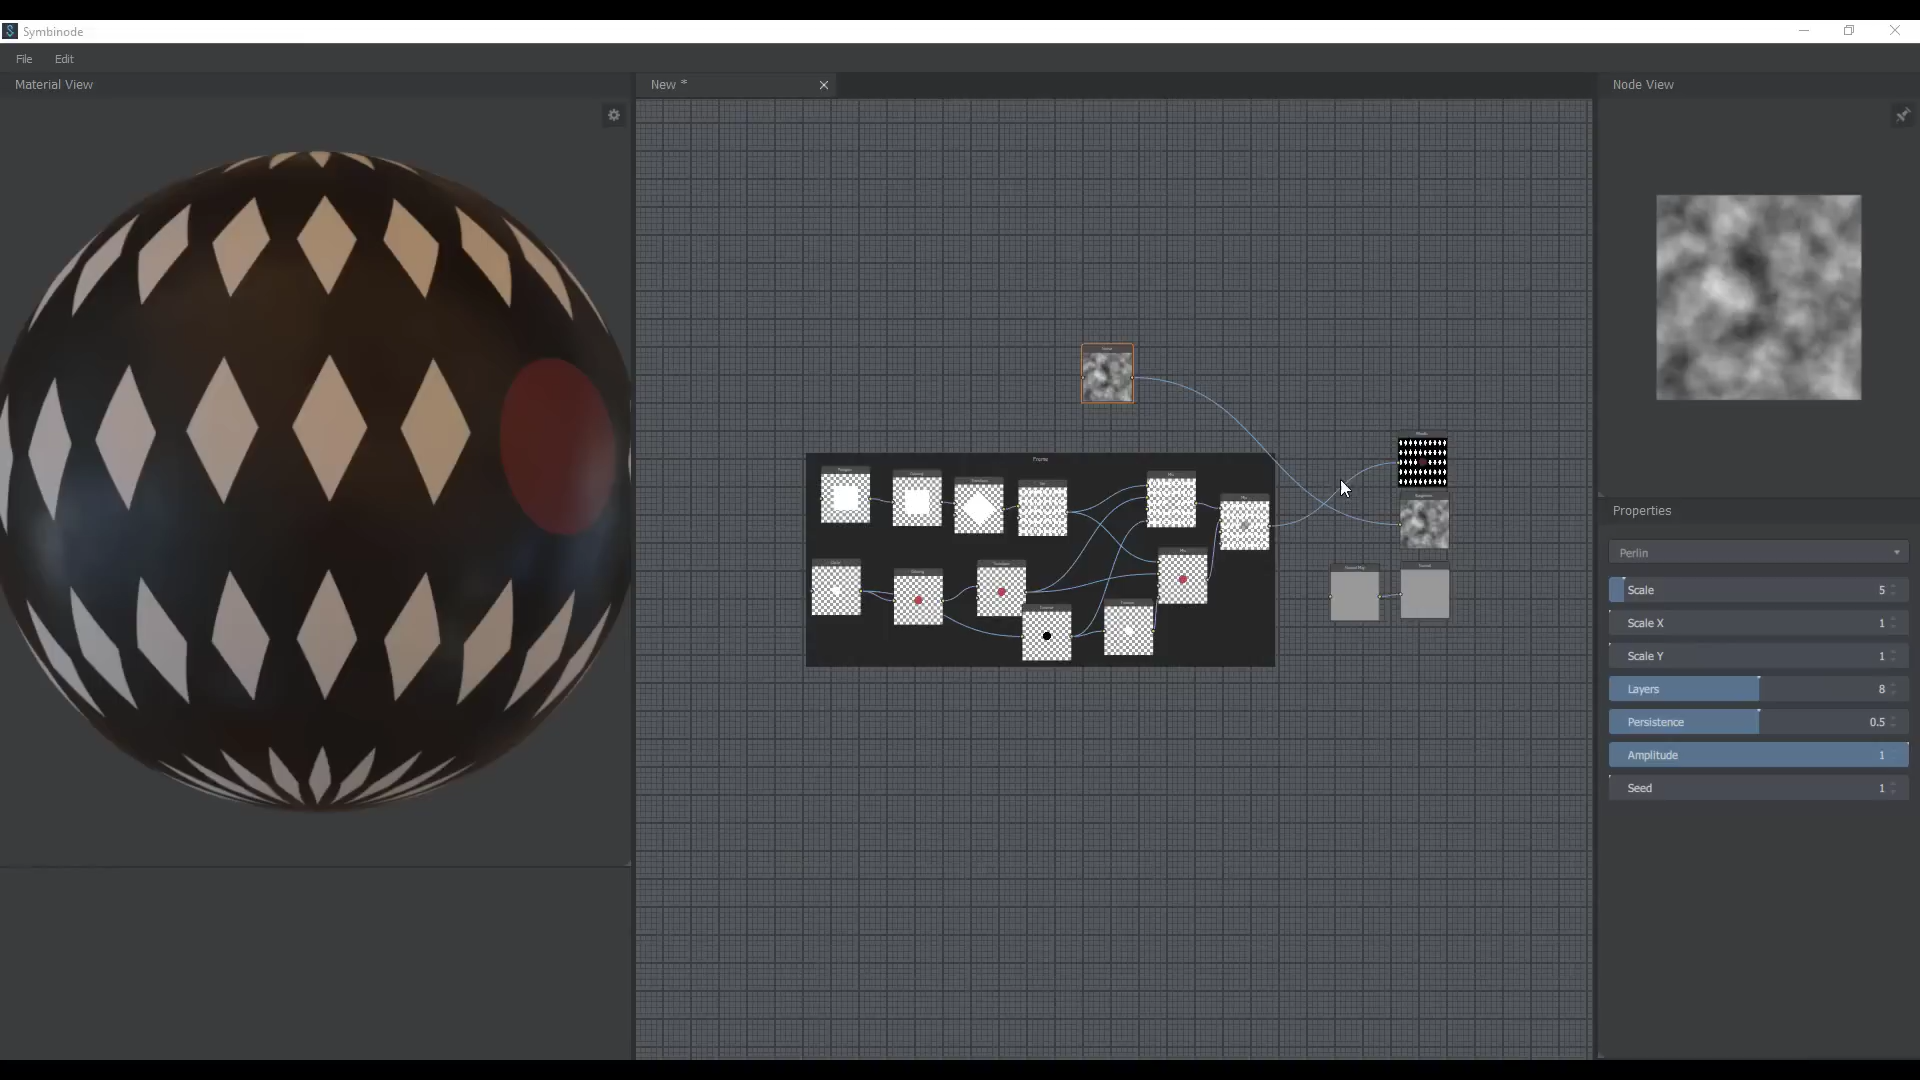 Symbinode
File Edit
Material View
New *
Node View
Frame
Properties
Perlin
Scale 5
Scale X 1
Scale Y 1
Layers 8
Persistence 0.5
Amplitude 1
Seed 1